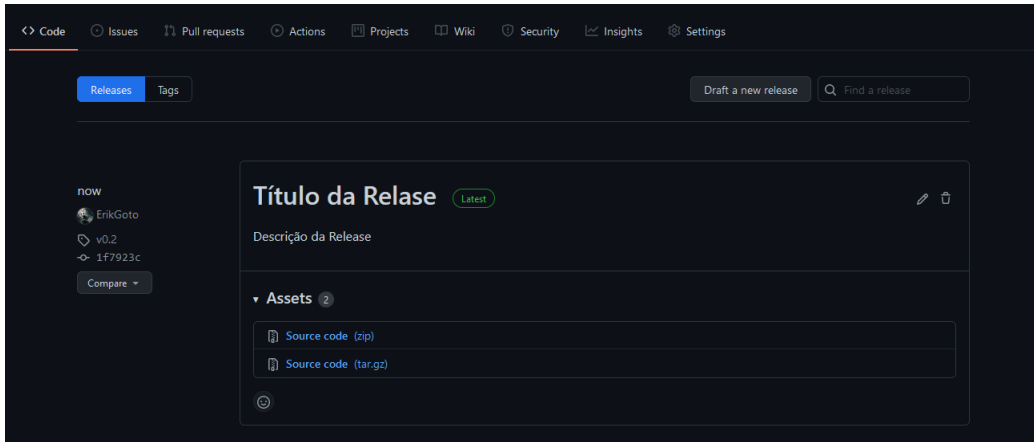 <> Code Issues Pull requests Actions Projects Wiki Security Insights Settings
Releases Tags Draft a new release Find a release
now
ErikGoto
v0.2
1f7923c
Compare
Título da Relase Latest
Descrição da Release
Assets 2
Source code (zip)
Source code (tar.gz)